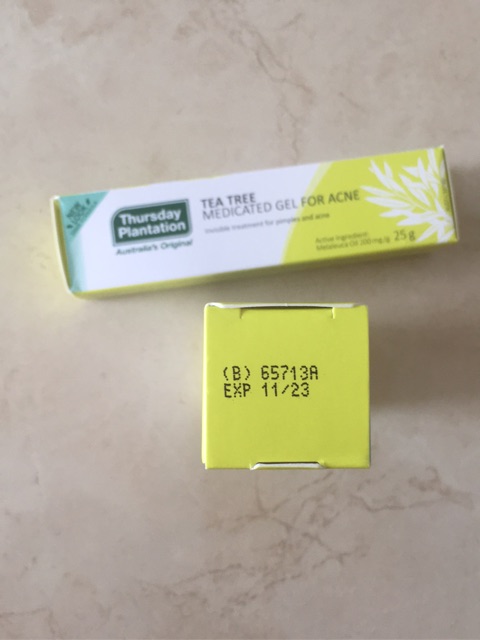 Thursday
Plantation
Australia's Original
TEA TREE
MEDICATED GEL FOR ACNE
Invisible treatment for pimples and acne
Active Ingredient:
Melaleuca Oil 200 mg /g
25 g
(B) 65713A
EXP 11/23